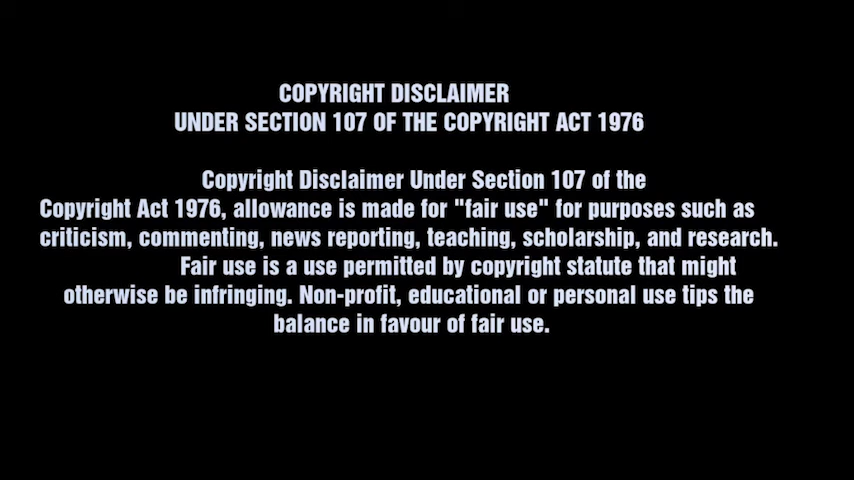 COPYRIGHT DISCLAIMER
UNDER SECTION 107 OF THE COPYRIGHT ACT 1976
Copyright Disclaimer Under Section 107 of the
Copyright Act 1976, allowance is made for "fair use" for purposes such as
criticism, commenting, news reporting, teaching, scholarship, and research.
Fair use is a use permitted by copyright statute that might
otherwise be infringing. Non-profit, educational or personal use tips the
balance in favour of fair use.